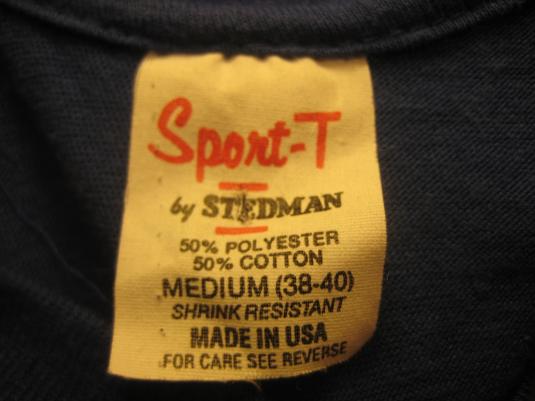 Sport-T
by STEDMAN
50% POLYESTER
50% COTTON
MEDIUM (38-40)
SHRINK RESISTANT
MADE IN USA
FOR CARE SEE REVERSE